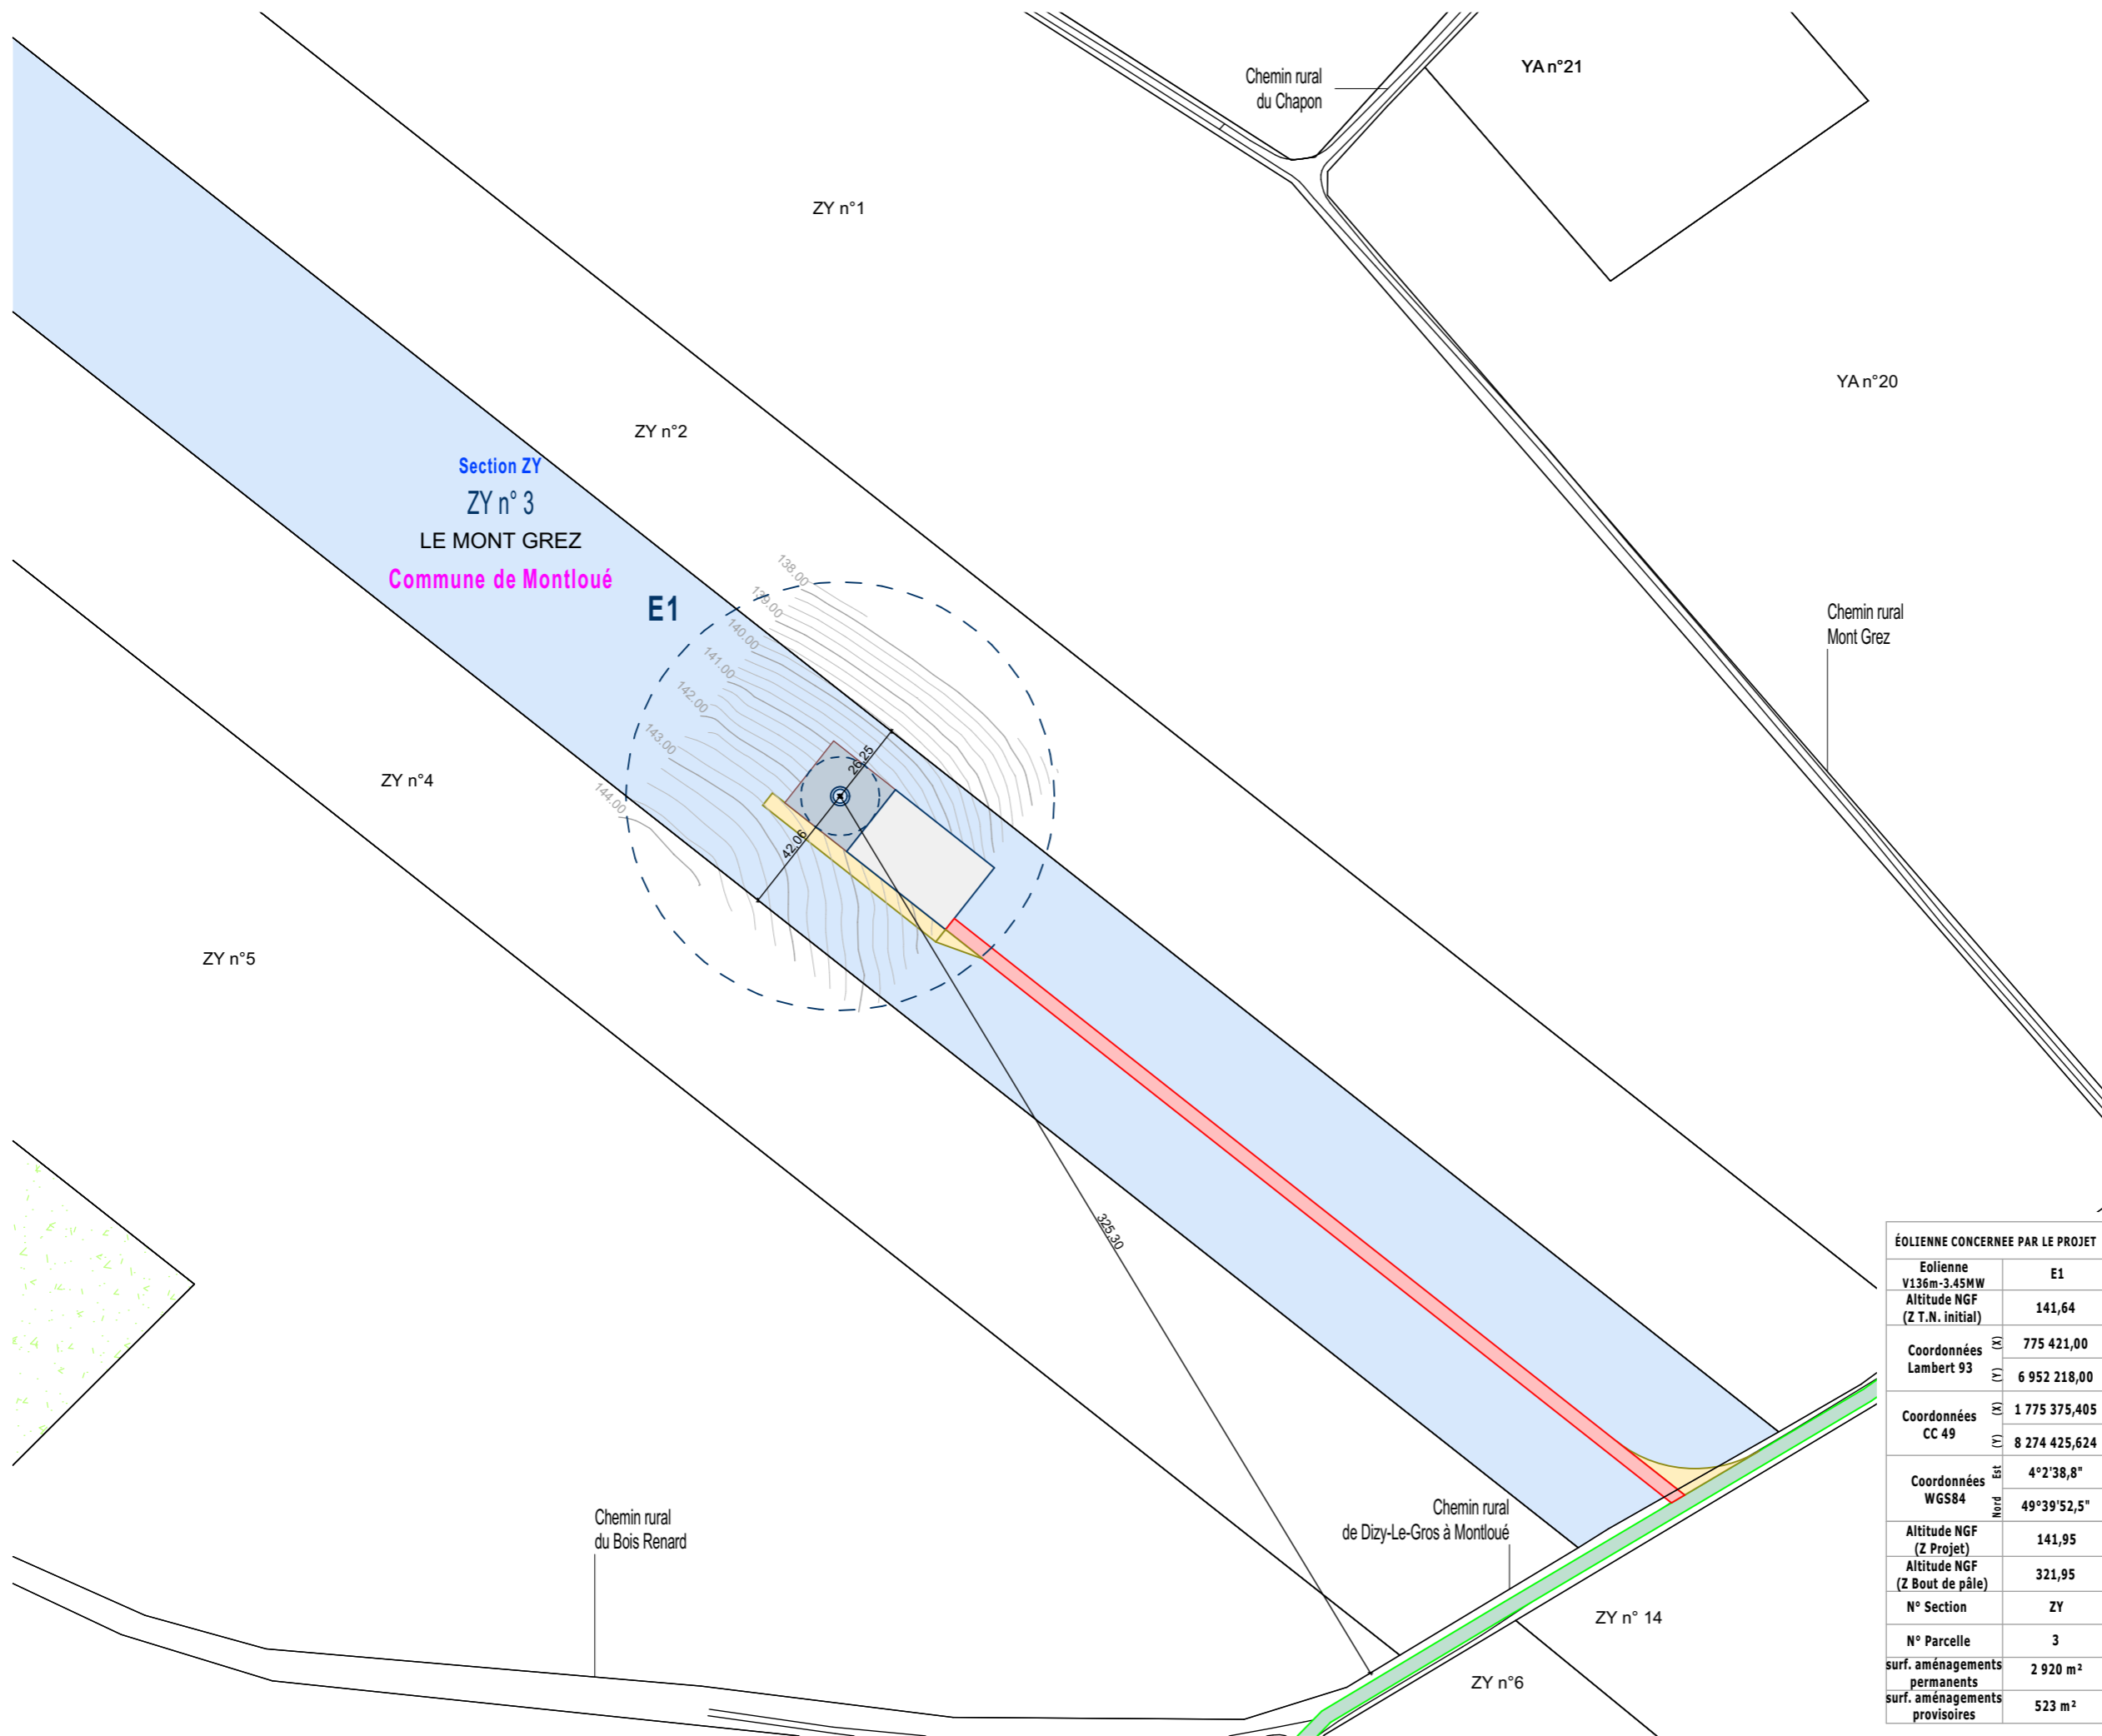 Chemin rural
du Chapon
YA n°21
ZY n°1
YA n°20
ZY n°2
Section ZY
ZY n° 3
LE MONT GREZ
Commune de Montloué
E1
138.00
139.00
140.00
141.00
142.00
143.00
144.00
26,25
42,06
Chemin rural
Mont Grez
ZY n°4
ZY n°5
325,30
Chemin rural
du Bois Renard
Chemin rural
de Dizy-Le-Gros à Montloué
ZY n° 14
ZY n°6
ÉOLIENNE CONCERNEE PAR LE PROJET
Eolienne
V136m-3.45MW
E1
Altitude NGF
(Z T.N. initial)
141,64
Coordonnées
Lambert 93
(X)
775 421,00
(Y)
6 952 218,00
Coordonnées
CC 49
(X)
1 775 375,405
(Y)
8 274 425,624
Coordonnées
WGS84
Est
4°2'38,8"
Nord
49°39'52,5"
Altitude NGF
(Z Projet)
141,95
Altitude NGF
(Z Bout de pâle)
321,95
N° Section
ZY
N° Parcelle
3
surf. aménagements
permanents
2 920 m²
surf. aménagements
provisoires
523 m²